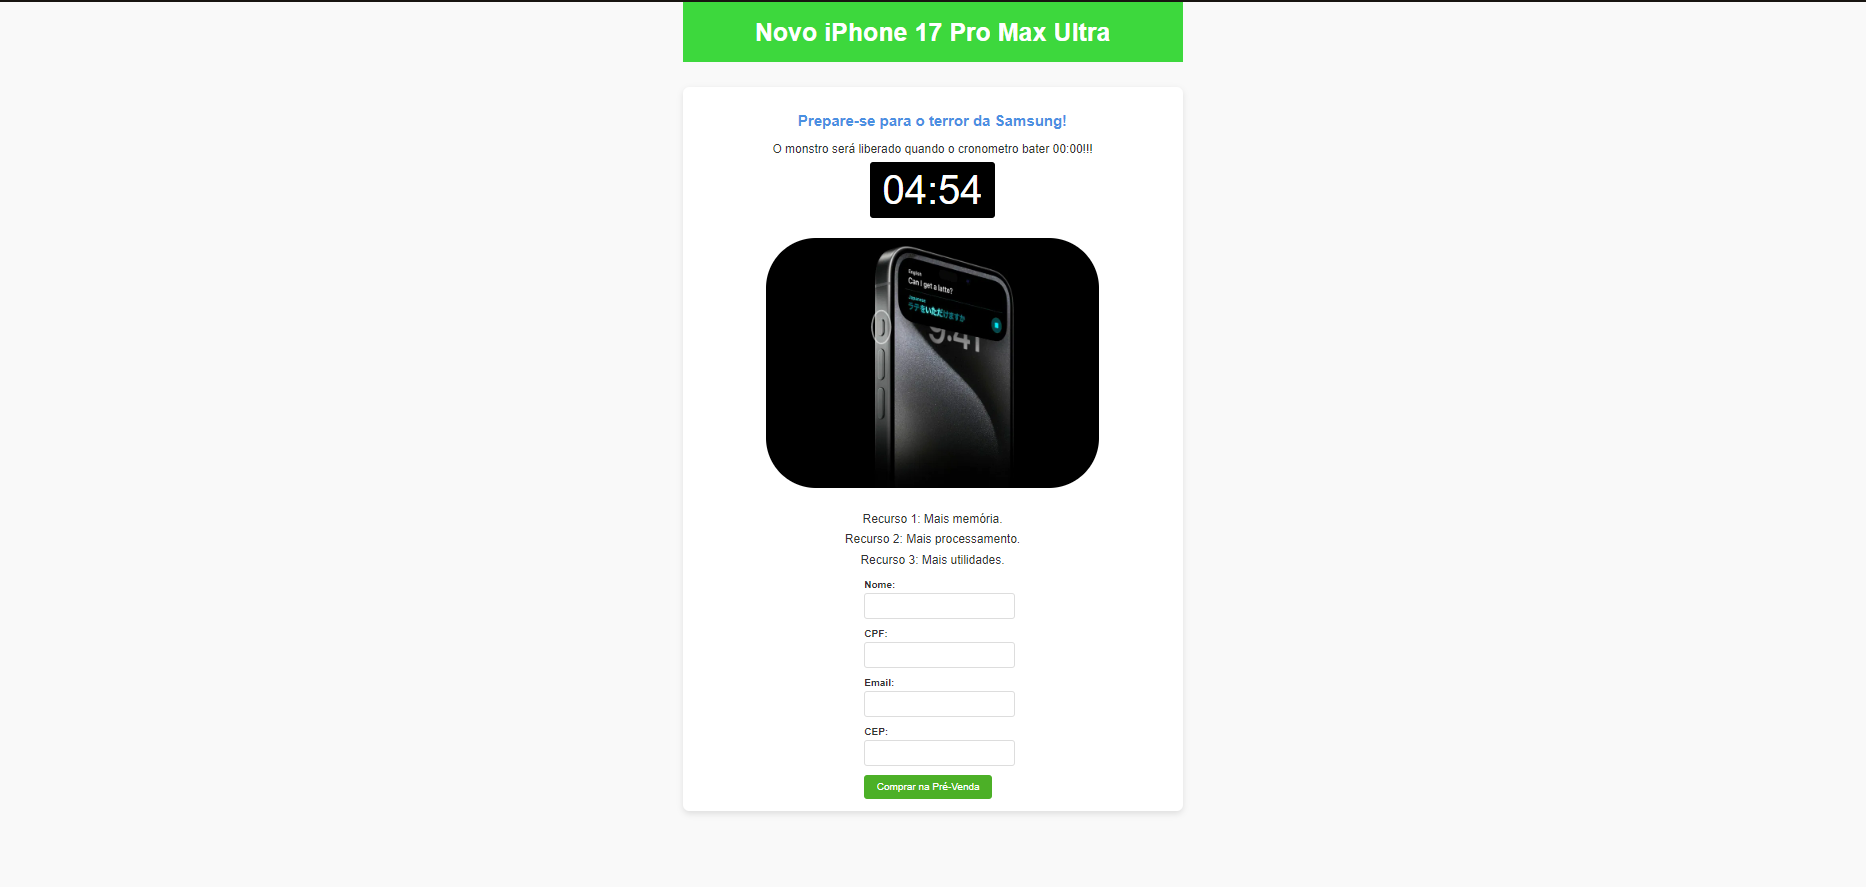 Novo iPhone 17 Pro Max Ultra
Prepare-se para o terror da Samsung!
O monstro será liberado quando o cronometro bater 00:00!!!
04:54
English
Can I get a latte?
Japanese
ラテをいただけますか
9:41
Recurso 1: Mais memória.
Recurso 2: Mais processamento.
Recurso 3: Mais utilidades.
Nome:
CPF:
Email:
CEP:
Comprar na Pré-Venda